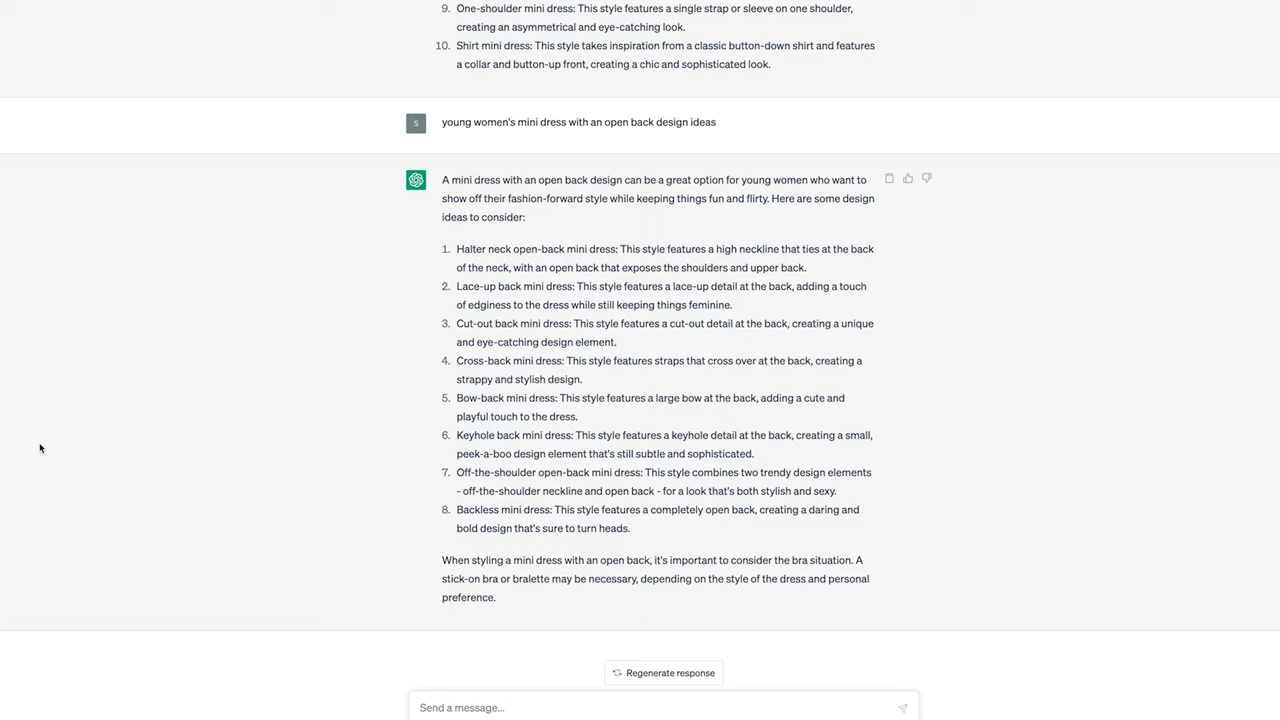 9. One-shoulder mini dress: This style features a single strap or sleeve on one shoulder,
creating an asymmetrical and eye-catching look.
10. Shirt mini dress: This style takes inspiration from a classic button-down shirt and features
a collar and button-up front, creating a chic and sophisticated look.
S
young women's mini dress with an open back design ideas
A mini dress with an open back design can be a great option for young women who want to
show off their fashion-forward style while keeping things fun and flirty. Here are some design
ideas to consider:
1. Halter neck open-back mini dress: This style features a high neckline that ties at the back
of the neck, with an open back that exposes the shoulders and upper back.
2. Lace-up back mini dress: This style features a lace-up detail at the back, adding a touch
of edginess to the dress while still keeping things feminine.
3. Cut-out back mini dress: This style features a cut-out detail at the back, creating a unique
and eye-catching design element.
4. Cross-back mini dress: This style features straps that cross over at the back, creating a
strappy and stylish design.
5. Bow-back mini dress: This style features a large bow at the back, adding a cute and
playful touch to the dress.
6. Keyhole back mini dress: This style features a keyhole detail at the back, creating a small,
peek-a-boo design element that's still subtle and sophisticated.
7. Off-the-shoulder open-back mini dress: This style combines two trendy design elements
- off-the-shoulder neckline and open back - for a look that's both stylish and sexy.
8. Backless mini dress: This style features a completely open back, creating a daring and
bold design that's sure to turn heads.
When styling a mini dress with an open back, it's important to consider the bra situation. A
stick-on bra or bralette may be necessary, depending on the style of the dress and personal
preference.
Regenerate response
Send a message...